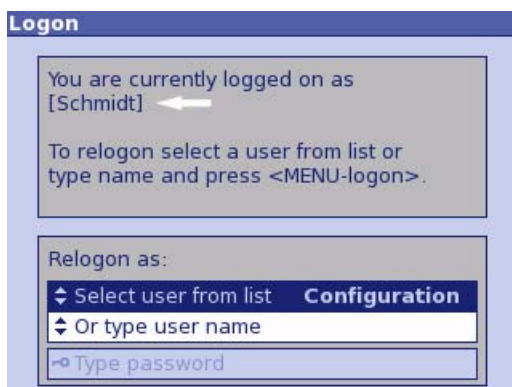 Logon
You are currently logged on as
[Schmidt]
To relogon select a user from list or
type name and press <MENU-logon>.
Relogon as:
Select user from list Configuration
Or type user name
Type password